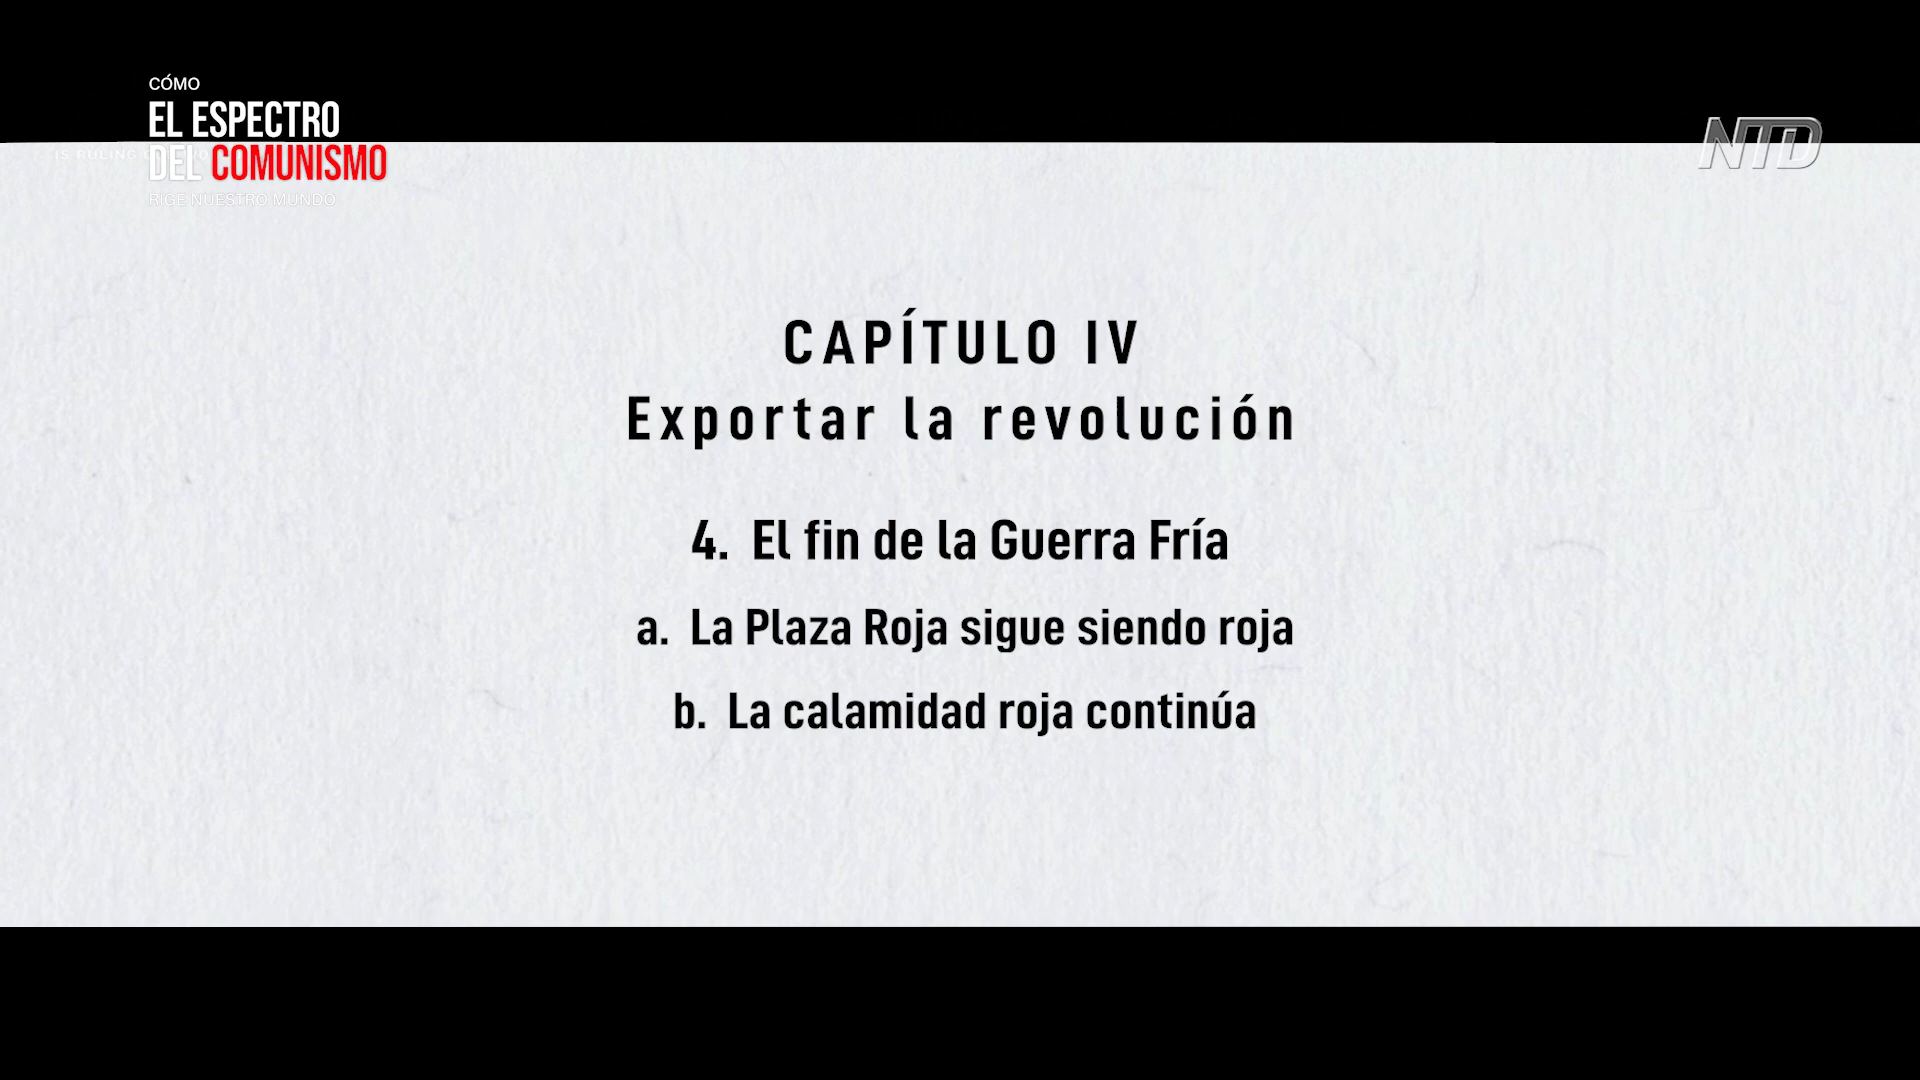 CÓMO
EL ESPECTRO
DEL COMUNISMO
RIGE NUESTRO MUNDO
NTD
CAPÍTULO IV
Exportar la revolución
4. El fin de la Guerra Fría
a. La Plaza Roja sigue siendo roja
b. La calamidad roja continúa